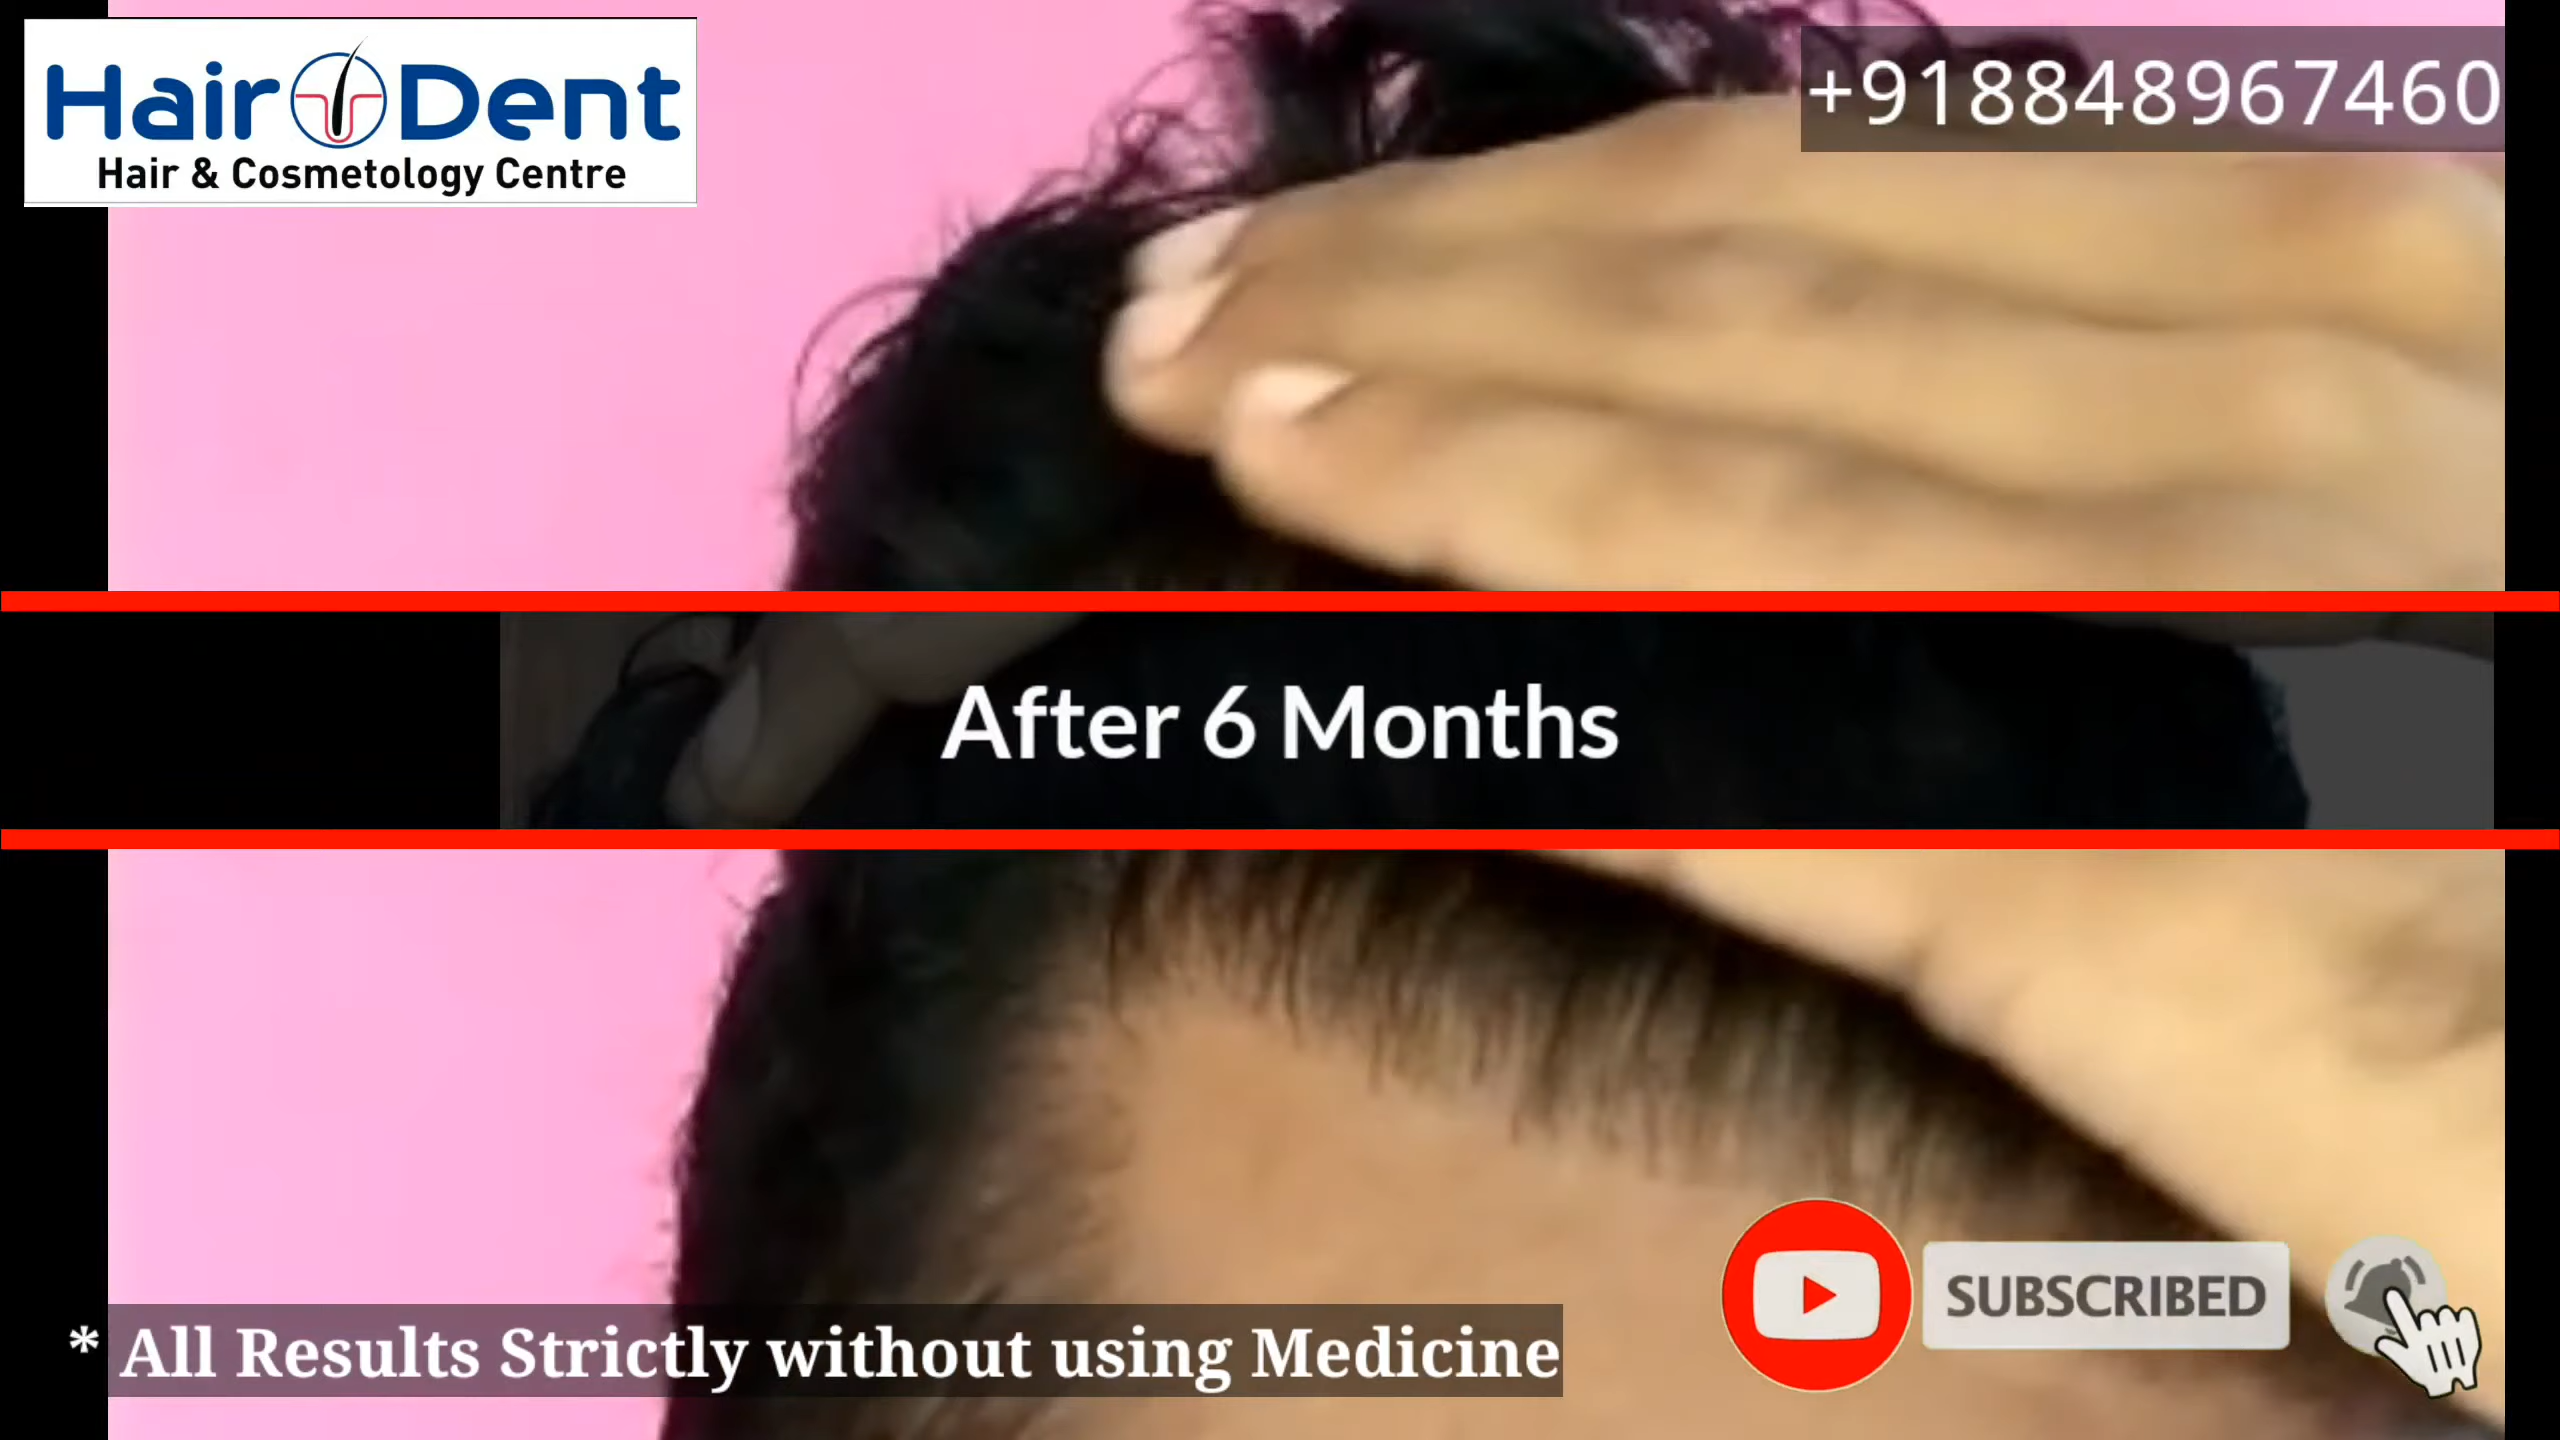 Hair Dent
Hair & Cosmetology Centre
+918848967460
After 6 Months
* All Results Strictly without using Medicine
SUBSCRIBED